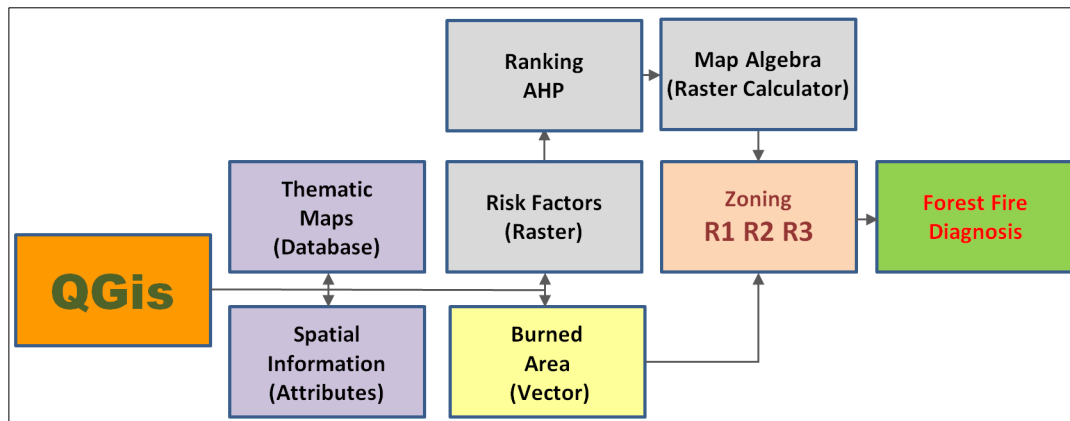 QGis
Thematic
Maps
(Database)
Spatial
Information
(Attributes)
Ranking
AHP
Risk Factors
(Raster)
Burned
Area
(Vector)
Map Algebra
(Raster Calculator)
Zoning
R1 R2 R3
Forest Fire
Diagnosis